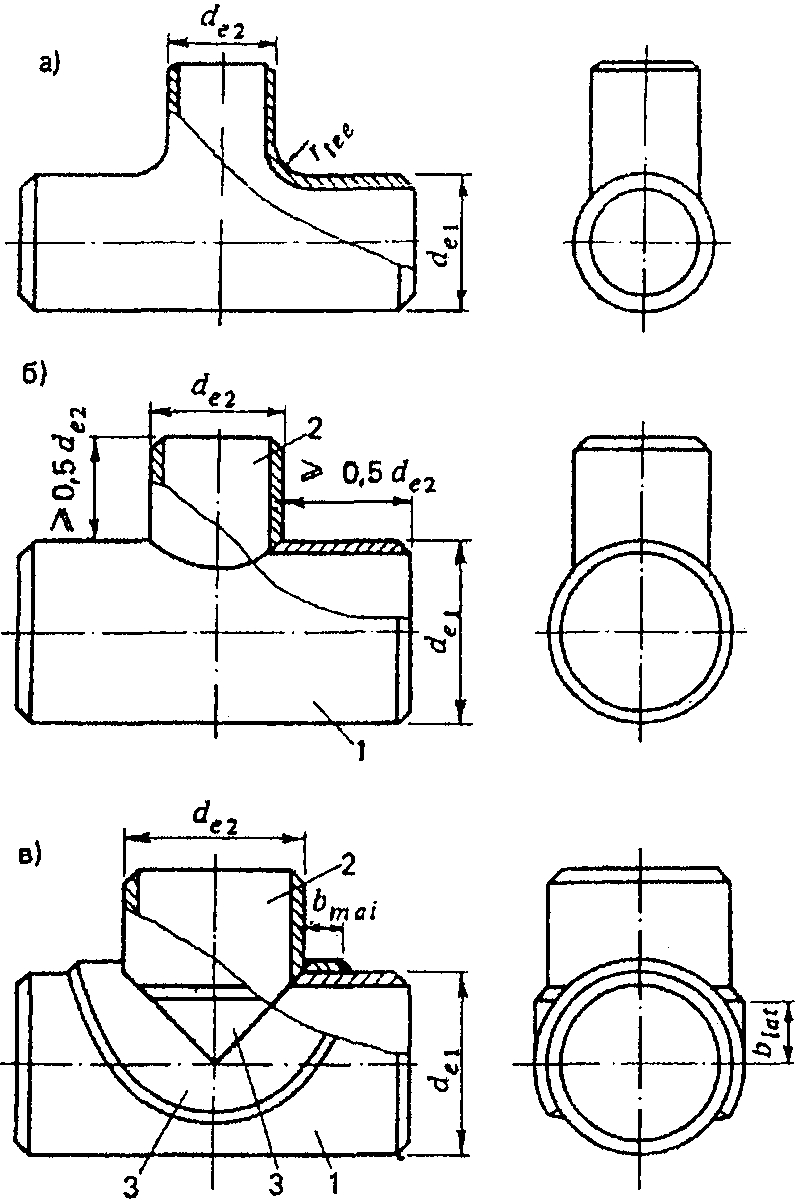 а)
d e2
r tee
d e1
б)
d e2
2
⩾ 0,5 d e2
⩾ 0,5 d e2
d e1
1
в)
d e2
2
b mai
d e1
b lat
3
3
1